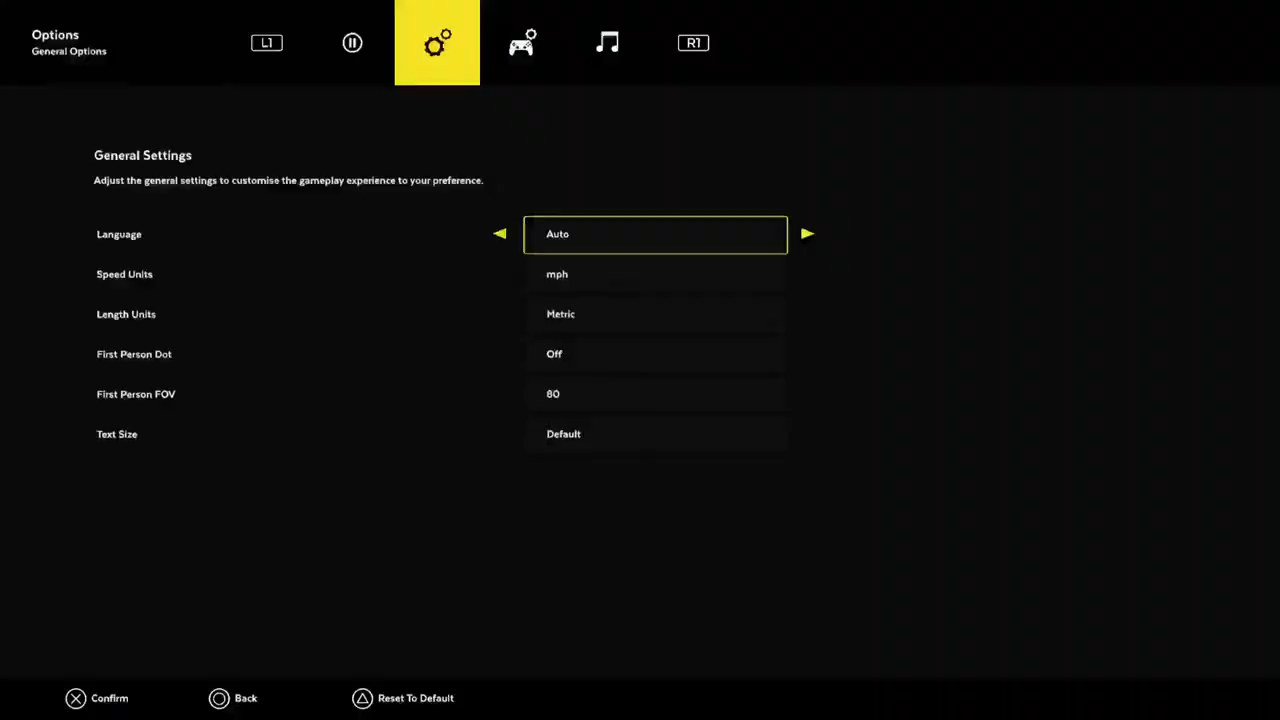 Options
General Options
L1
R1
General Settings
Adjust the general settings to customise the gameplay experience to your preference.
Language Auto
Speed Units mph
Length Units Metric
First Person Dot Off
First Person FOV 80
Text Size Default
Confirm Back Reset To Default